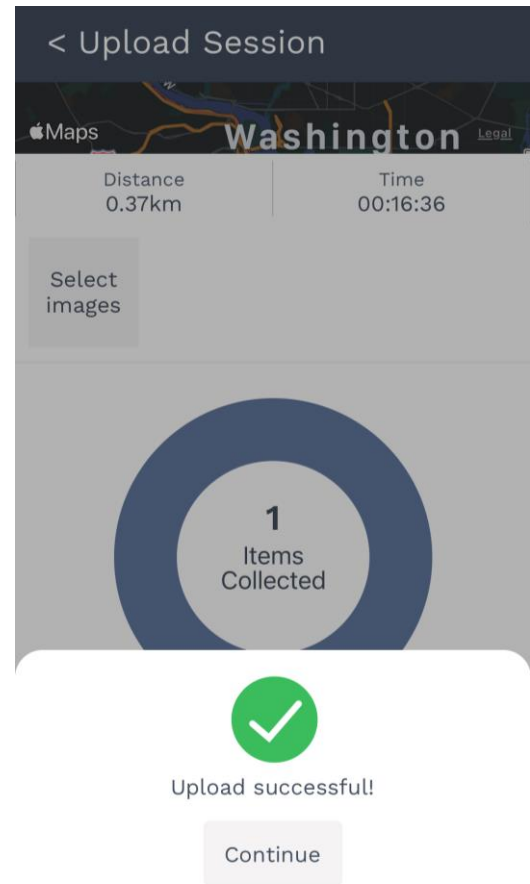 < Upload Session
Maps
Washington
Legal
Distance
0.37km
Time
00:16:36
Select
images
1
Items
Collected
Upload successful!
Continue